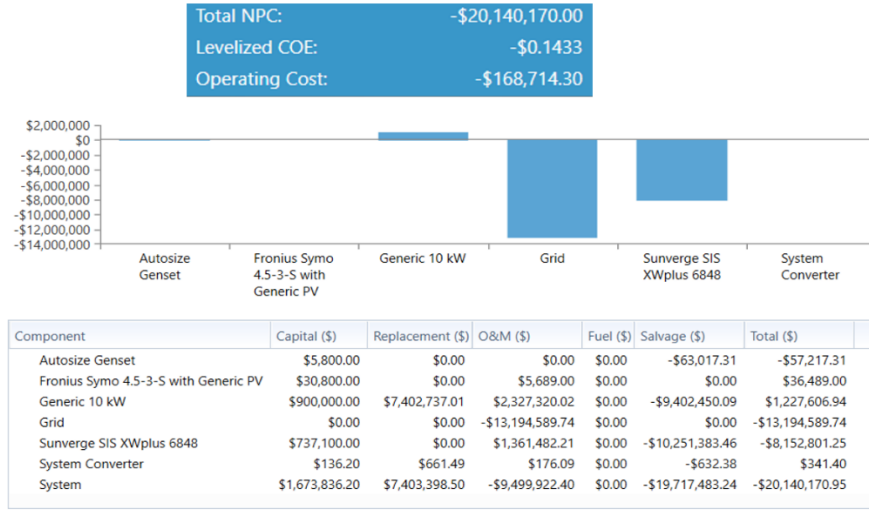 Total NPC: -$20,140,170.00
Levelized COE: -$0.1433
Operating Cost: -$168,714.30
$2,000,000
$0
-$2,000,000
-$4,000,000
-$6,000,000
-$8,000,000
-$10,000,000
-$12,000,000
-$14,000,000
Autosize Genset
Fronius Symo 4.5-3-S with Generic PV
Generic 10 kW
Grid
Sunverge SIS XWplus 6848
System Converter
Component Capital ($) Replacement ($) O&M ($) Fuel ($) Salvage ($) Total ($)
Autosize Genset $5,800.00 $0.00 $0.00 $0.00 -$63,017.31 -$57,217.31
Fronius Symo 4.5-3-S with Generic PV $30,800.00 $0.00 $5,689.00 $0.00 $0.00 $36,489.00
Generic 10 kW $900,000.00 $7,402,737.01 $2,327,320.02 $0.00 -$9,402,450.09 $1,227,606.94
Grid $0.00 $0.00 -$13,194,589.74 $0.00 $0.00 -$13,194,589.74
Sunverge SIS XWplus 6848 $737,100.00 $0.00 $1,361,482.21 $0.00 -$10,251,383.46 -$8,152,801.25
System Converter $136.20 $661.49 $176.09 $0.00 -$632.38 $341.40
System $1,673,836.20 $7,403,398.50 -$9,499,922.40 $0.00 -$19,717,483.24 -$20,140,170.95